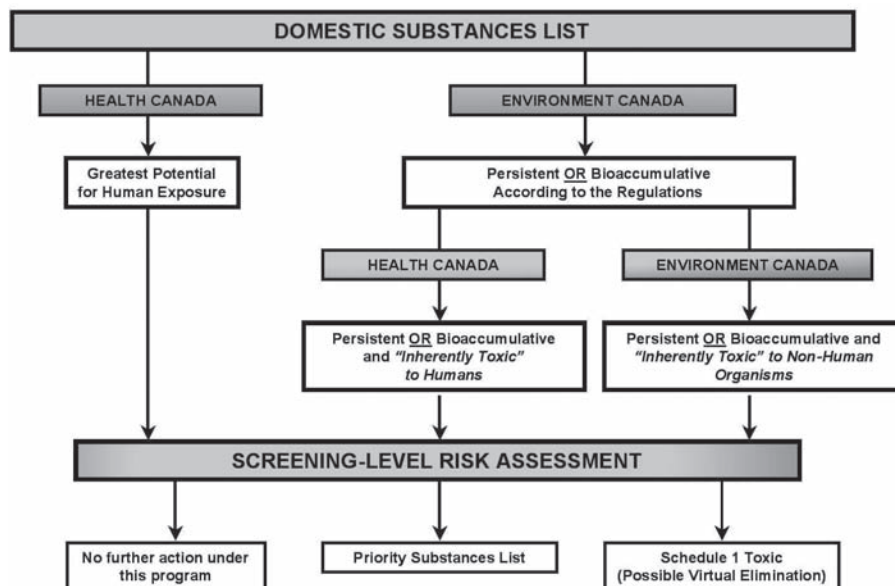 DOMESTIC SUBSTANCES LIST
HEALTH CANADA
ENVIRONMENT CANADA
Greatest Potential
for Human Exposure
Persistent OR Bioaccumulative
According to the Regulations
HEALTH CANADA
ENVIRONMENT CANADA
Persistent OR Bioaccumulative
and "Inherently Toxic"
to Humans
Persistent OR Bioaccumulative and
"Inherently Toxic" to Non-Human
Organisms
SCREENING-LEVEL RISK ASSESSMENT
No further action under
this program
Priority Substances List
Schedule 1 Toxic
(Possible Virtual Elimination)